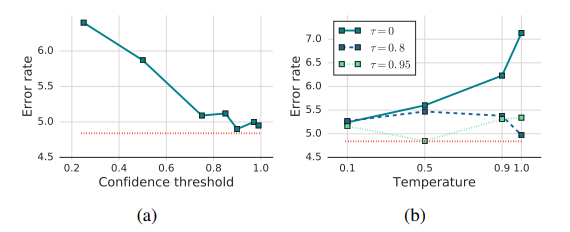 6.0
5.5
5.0
4.5
Error rate
0.2 0.4 0.6 0.8 1.0
Confidence threshold
(a)
τ = 0
τ = 0.8
τ = 0.95
7.0
6.5
6.0
5.5
5.0
4.5
Error rate
0.1 0.5 0.9 1.0
Temperature
(b)